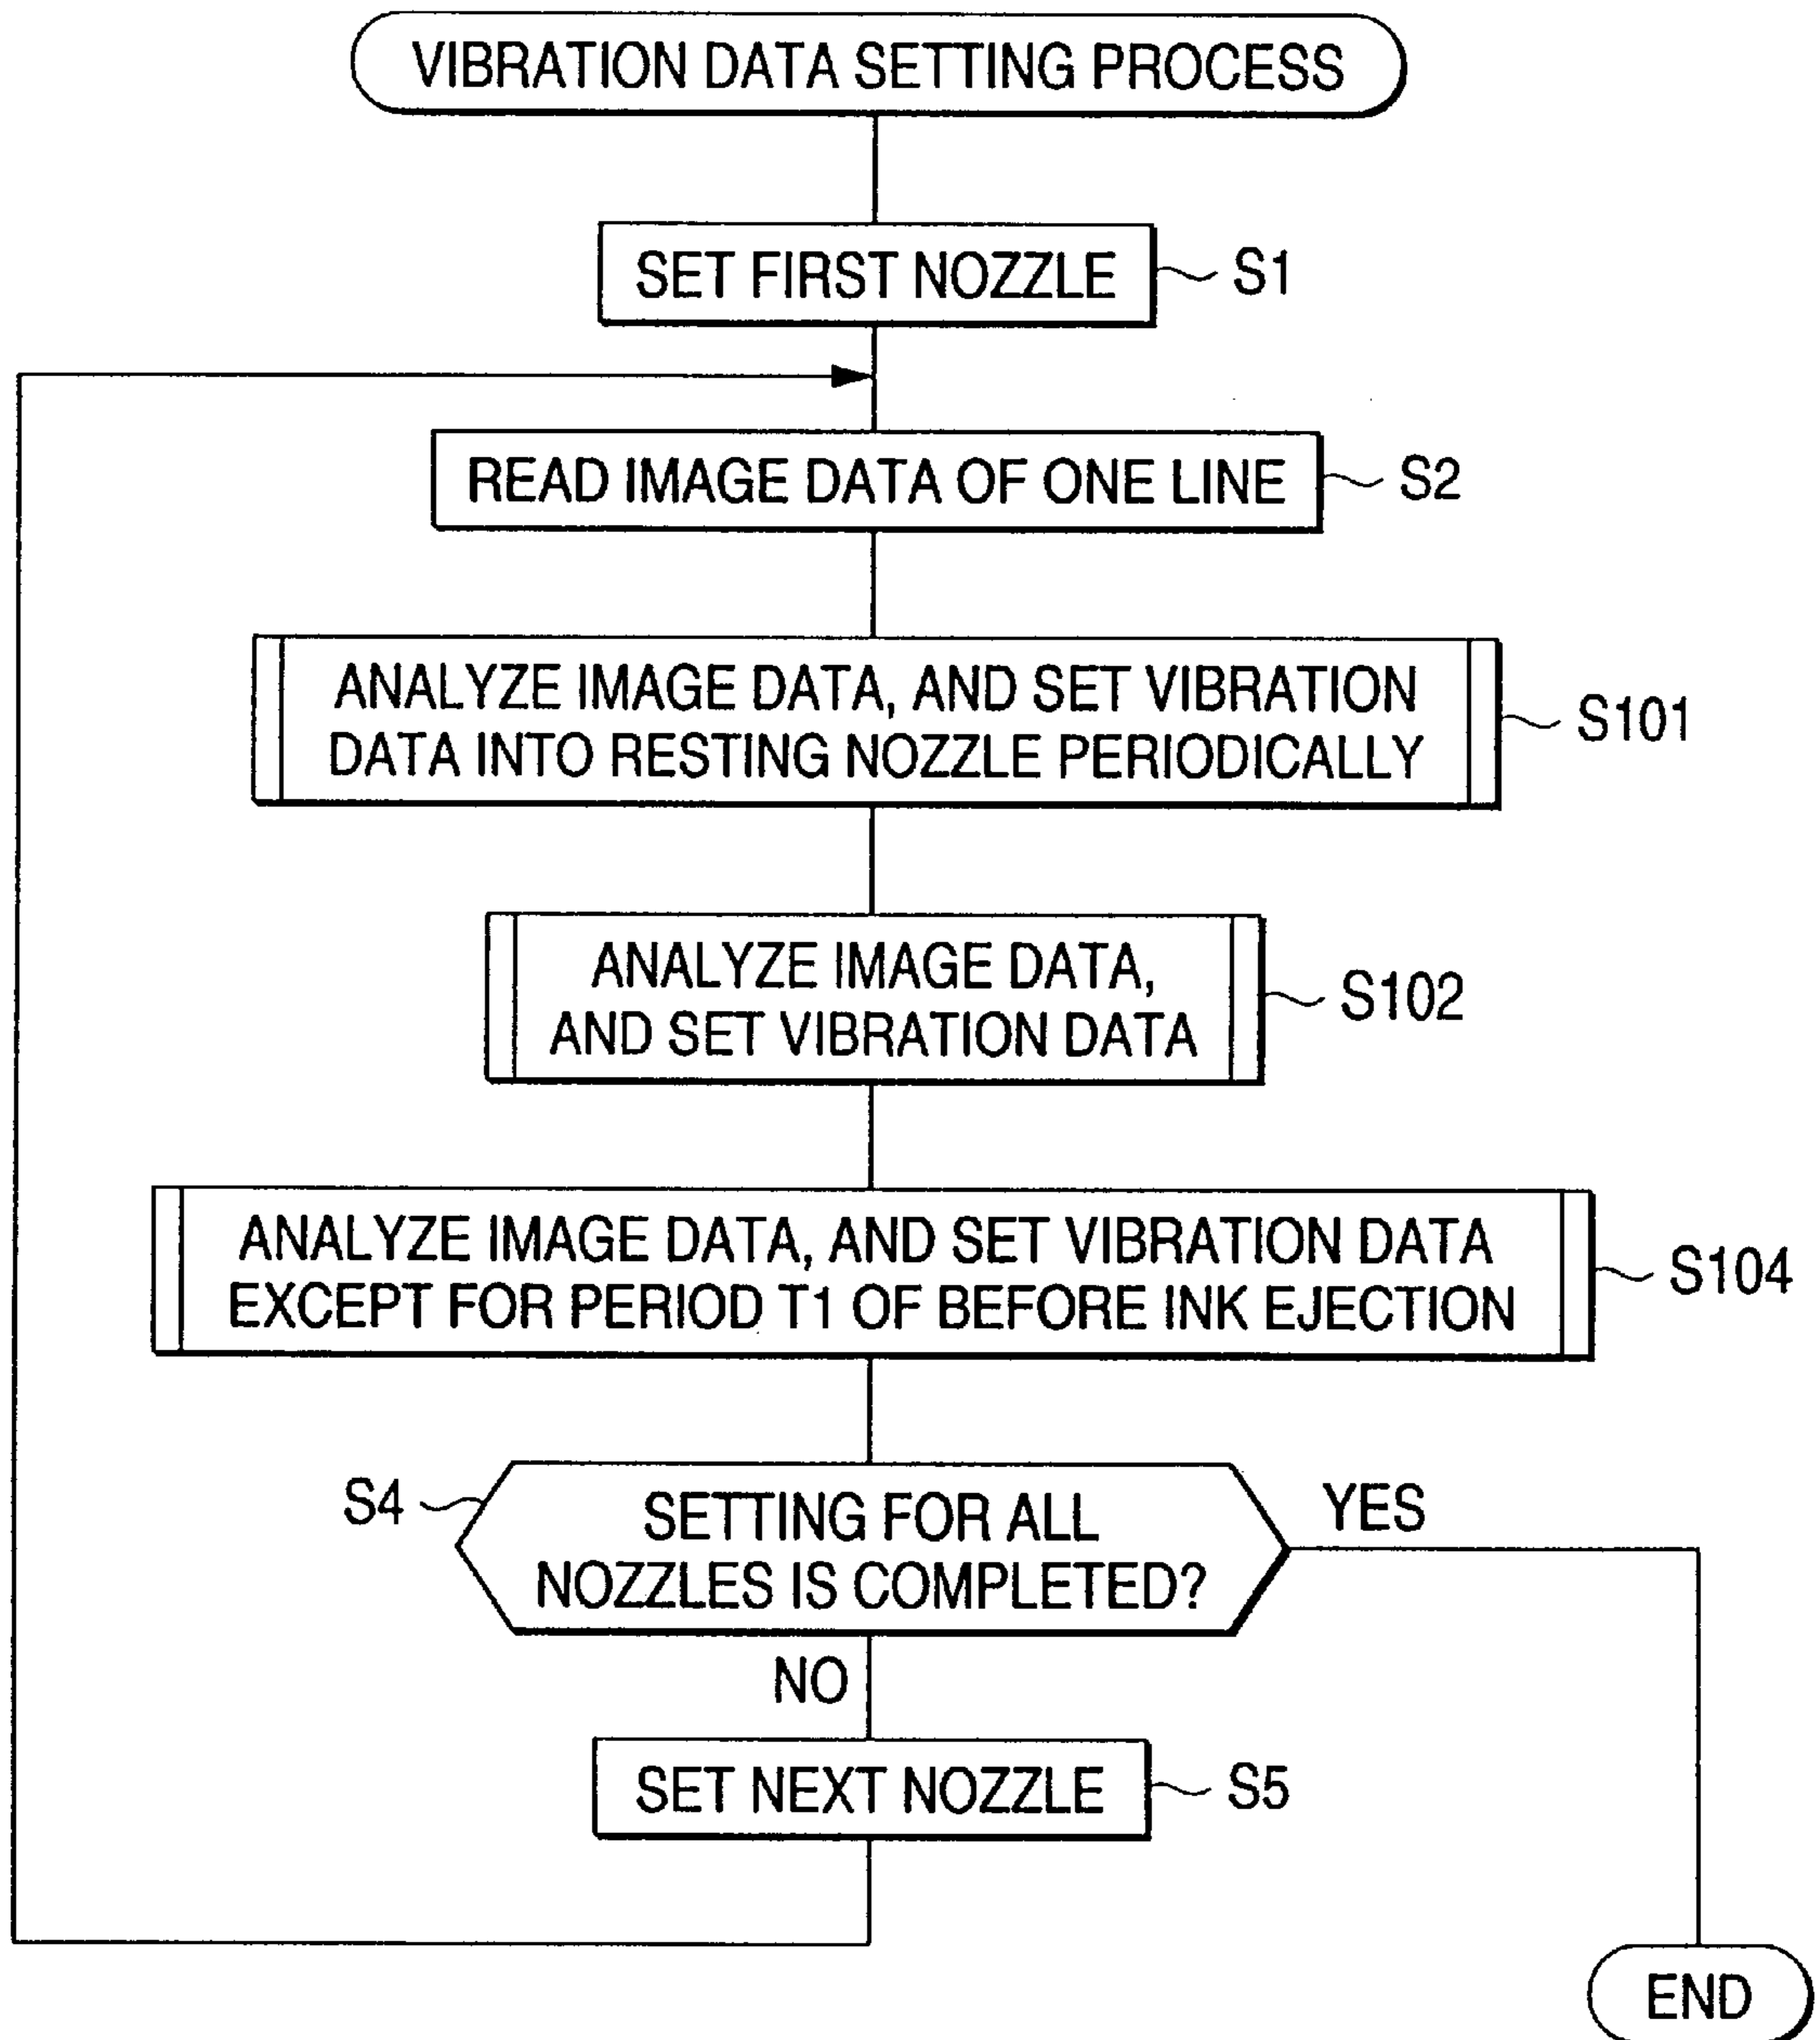 VIBRATION DATA SETTING PROCESS
SET FIRST NOZZLE
S1
READ IMAGE DATA OF ONE LINE
S2
ANALYZE IMAGE DATA, AND SET VIBRATION
DATA INTO RESTING NOZZLE PERIODICALLY
S101
ANALYZE IMAGE DATA,
AND SET VIBRATION DATA
S102
ANALYZE IMAGE DATA, AND SET VIBRATION DATA
EXCEPT FOR PERIOD T1 OF BEFORE INK EJECTION
S104
S4
SETTING FOR ALL
NOZZLES IS COMPLETED?
YES
NO
SET NEXT NOZZLE
S5
END